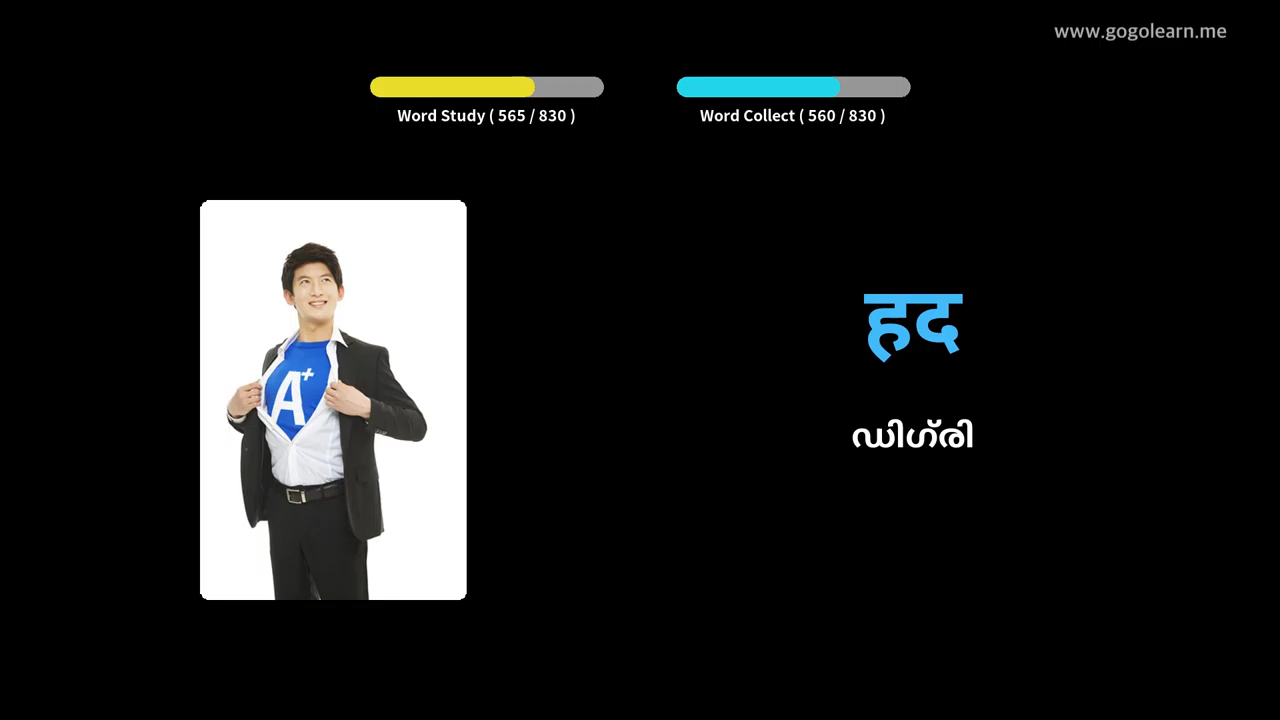 www.gogolearn.me
Word Study ( 565 / 830 )
Word Collect ( 560 / 830 )
A+
हद
ഡിഗ്രി